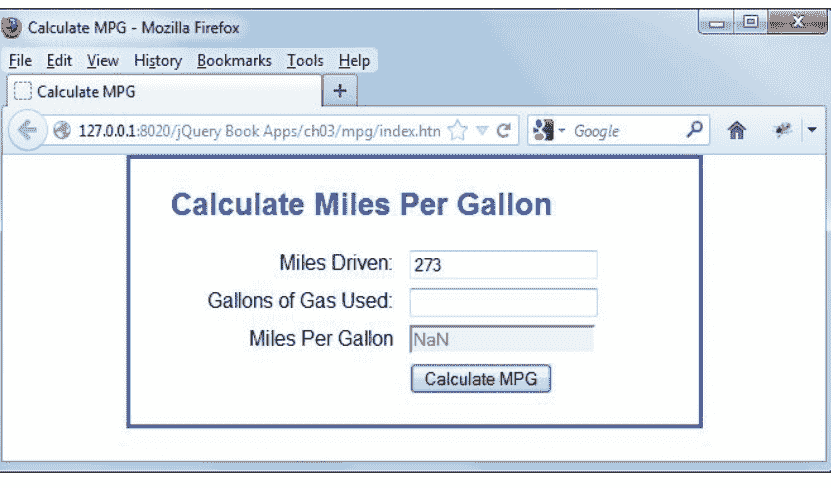 Calculate MPG - Mozilla Firefox
File Edit View History Bookmarks Tools Help
Calculate MPG +
127.0.0.1:8020/jQuery Book Apps/ch03/mpg/index.htn Google
Calculate Miles Per Gallon
Miles Driven: 273
Gallons of Gas Used:
Miles Per Gallon NaN
Calculate MPG